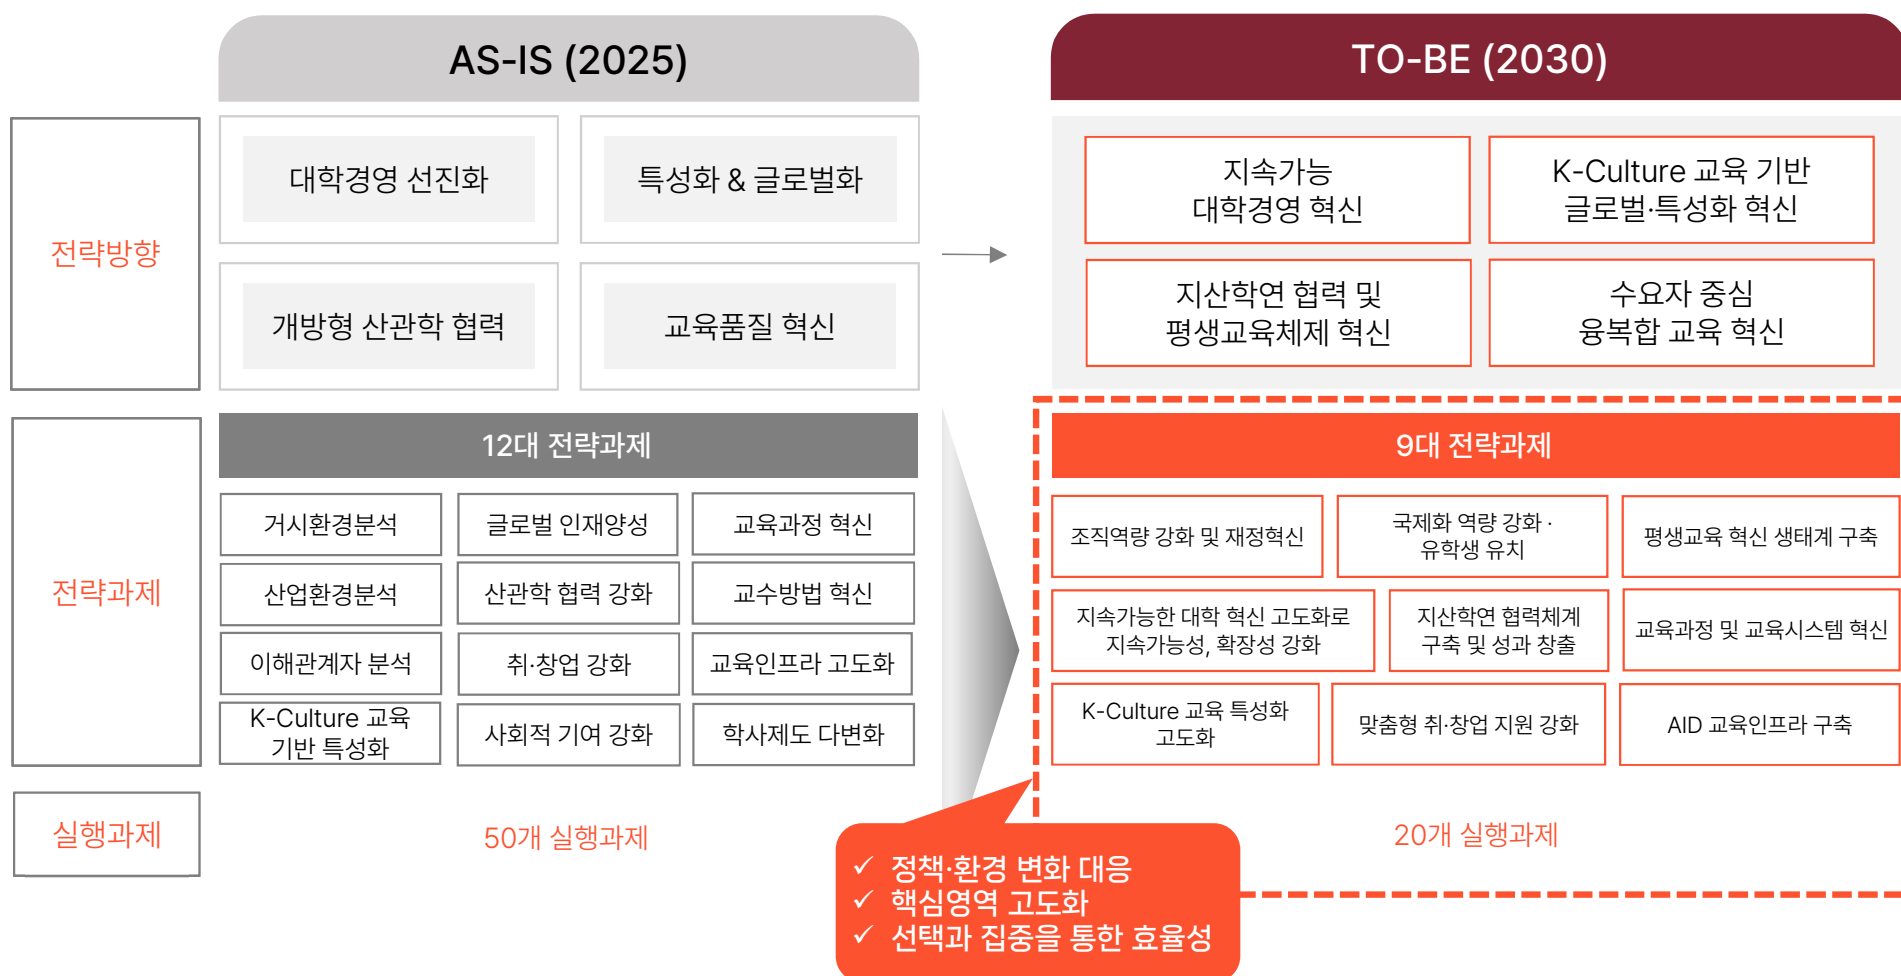 AS-IS (2025)
TO-BE (2030)
전략방향
대학경영 선진화
특성화 & 글로벌화
개방형 산관학 협력
교육품질 혁신
지속가능
대학경영 혁신
K-Culture 교육 기반
글로벌·특성화 혁신
지산학연 협력 및
평생교육체제 혁신
수요자 중심
융복합 교육 혁신
전략과제
12대 전략과제
거시환경분석
글로벌 인재양성
교육과정 혁신
산업환경분석
산관학 협력 강화
교수방법 혁신
이해관계자 분석
취·창업 강화
교육인프라 고도화
K-Culture 교육
기반 특성화
사회적 기여 강화
학사제도 다변화
9대 전략과제
조직역량 강화 및 재정혁신
국제화 역량 강화 ·
유학생 유치
평생교육 혁신 생태계 구축
지속가능한 대학 혁신 고도화로
지속가능성, 확장성 강화
지산학연 협력체계
구축 및 성과 창출
교육과정 및 교육시스템 혁신
K-Culture 교육 특성화
고도화
맞춤형 취·창업 지원 강화
AID 교육인프라 구축
실행과제
50개 실행과제
20개 실행과제
✓ 정책·환경 변화 대응
✓ 핵심영역 고도화
✓ 선택과 집중을 통한 효율성